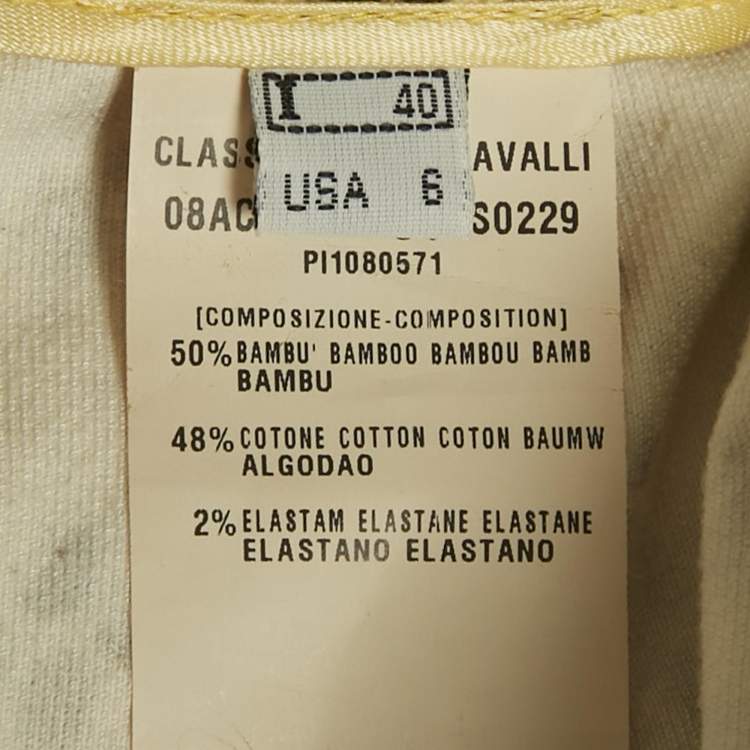 I 40
USA 6
CLASS AVALLI
08AC S0229
PI1080571
[COMPOSIZIONE-COMPOSITION]
50% BAMBU' BAMBOO BAMBOU BAMB
BAMBU
48% COTONE COTTON COTON BAUMW
ALGODAO
2% ELASTAM ELASTANE ELASTANE
ELASTANO ELASTANO